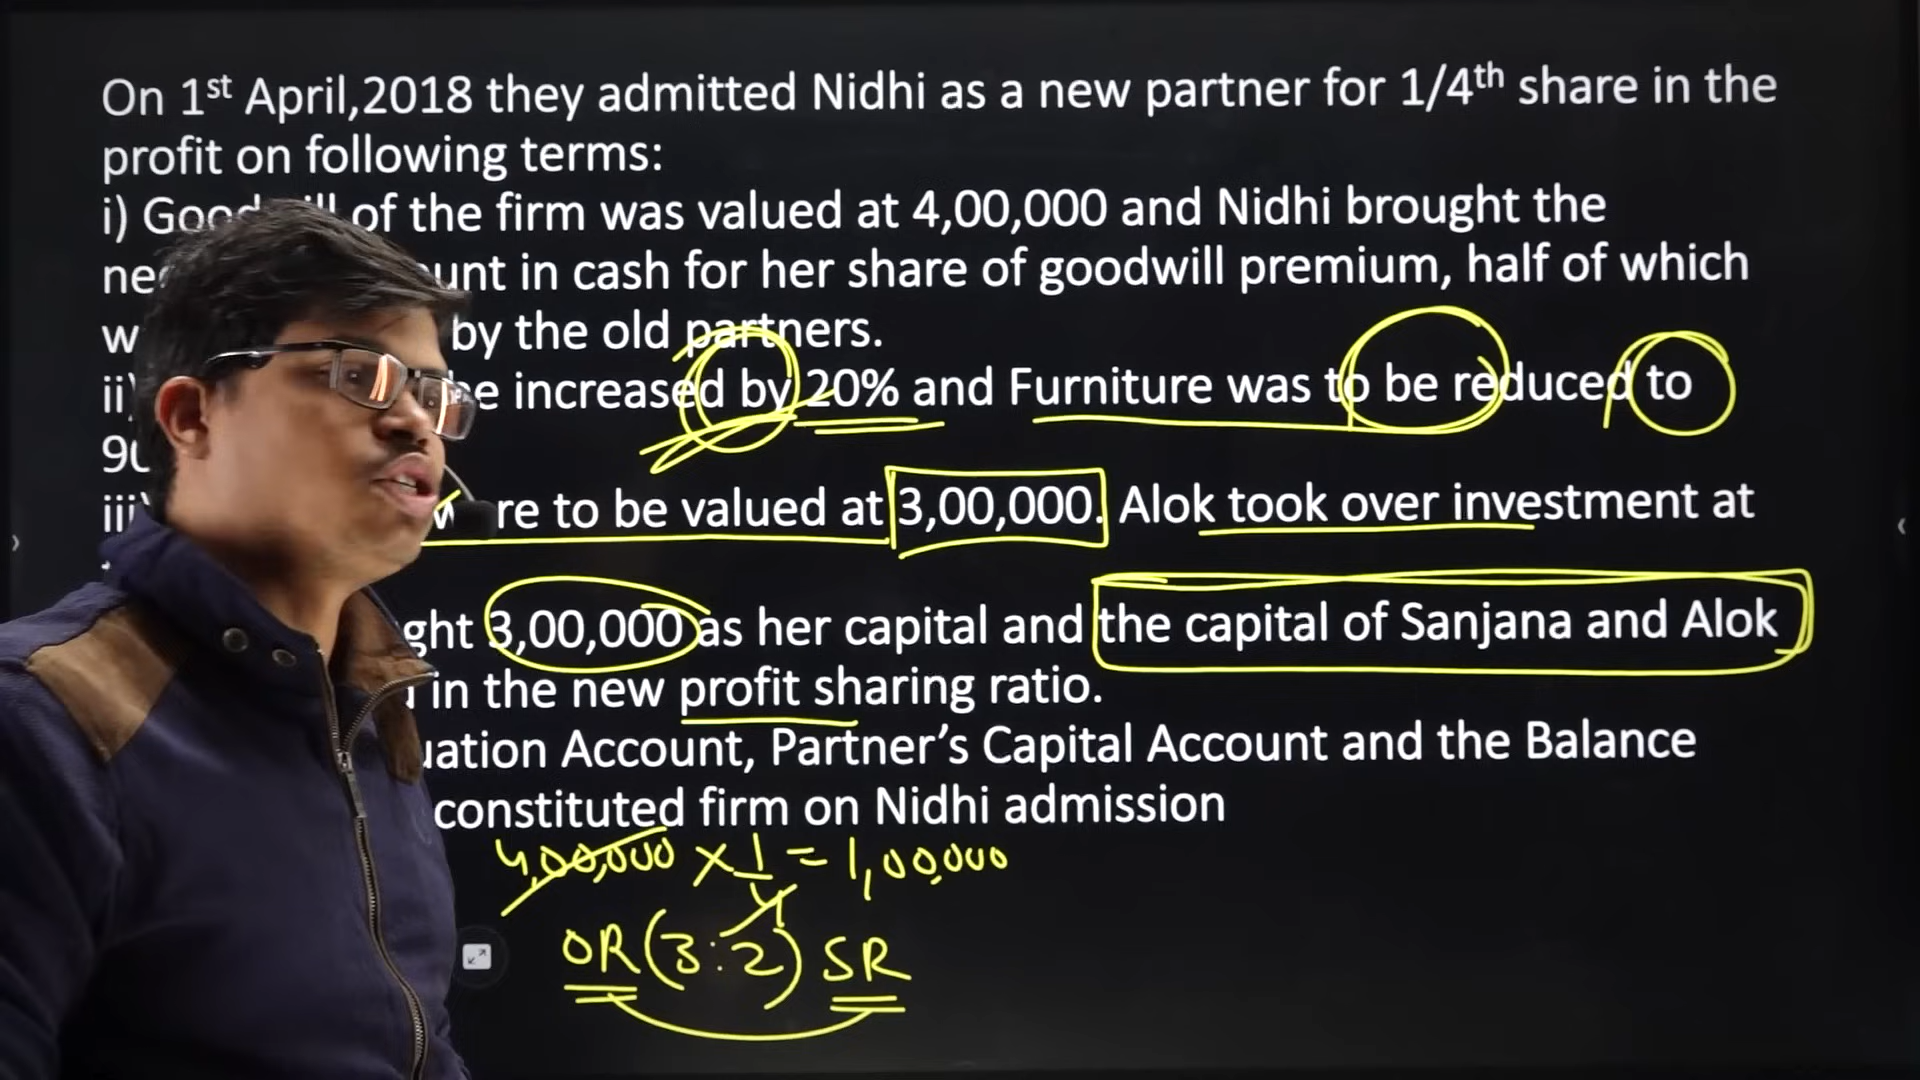 On 1st April,2018 they admitted Nidhi as a new partner for 1/4th share in the
profit on following terms:
i) of the firm was valued at 4,00,000 and Nidhi brought the
in cash for her share of goodwill premium, half of which
by the old partners.
ii) increased by 20% and Furniture was to be reduced to
iii) to be valued at 3,00,000. Alok took over investment at
3,00,000 as her capital and the capital of Sanjana and Alok
in the new profit sharing ratio.
Account, Partner's Capital Account and the Balance
constituted firm on Nidhi admission
4,00,000 × 1/4 = 1,00,000
OR (3:2) SR